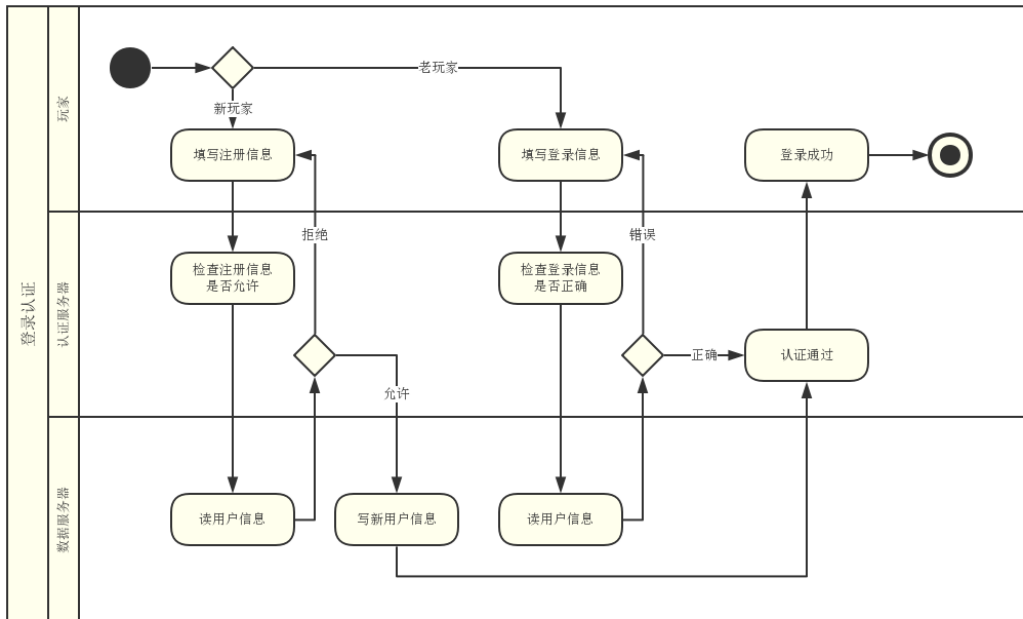 登录认证
玩家
老玩家
新玩家
填写注册信息
填写登录信息
登录成功
认证服务器
拒绝
错误
检查注册信息
是否允许
检查登录信息
是否正确
正确
认证通过
允许
数据服务器
读用户信息
写新用户信息
读用户信息